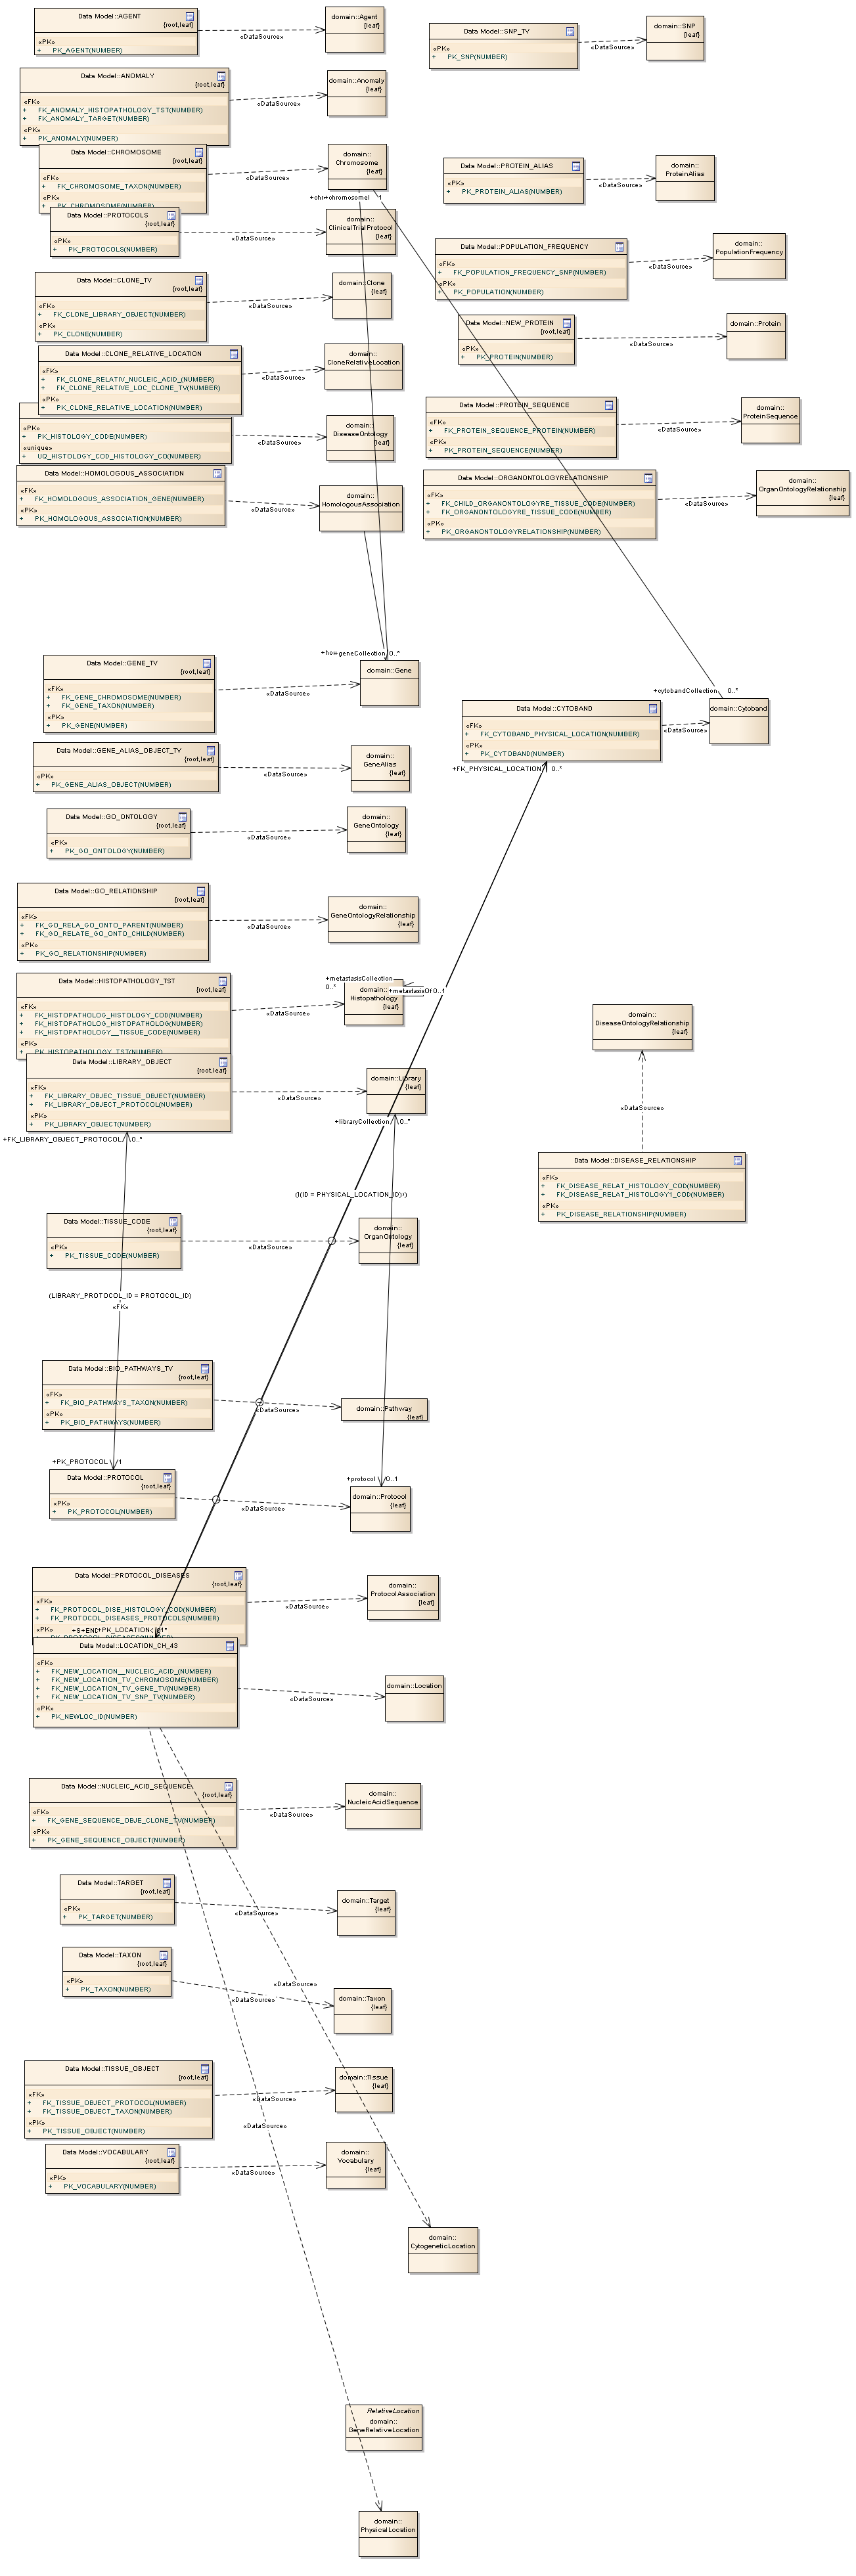 Data Model::AGENT
{root,leaf}
«PK»
+ PK_AGENT(NUMBER)
«DataSource»
domain::Agent
{leaf}
Data Model::SNP_TV
«PK»
+ PK_SNP(NUMBER)
«DataSource»
domain::SNP
{leaf}
Data Model::ANOMALY
{root,leaf}
«FK»
+ FK_ANOMALY_HISTOPATHOLOGY_TST(NUMBER)
+ FK_ANOMALY_TARGET(NUMBER)
«PK»
+ PK_ANOMALY(NUMBER)
«DataSource»
domain::Anomaly
{leaf}
Data Model::CHROMOSOME
{root,leaf}
«FK»
+ FK_CHROMOSOME_TAXON(NUMBER)
«PK»
+ PK_CHROMOSOME(NUMBER)
«DataSource»
domain::
Chromosome
{leaf}
+chr+chromosome 1
1
Data Model::PROTEIN_ALIAS
«PK»
+ PK_PROTEIN_ALIAS(NUMBER)
«DataSource»
domain::
ProteinAlias
Data Model::PROTOCOLS
{root,leaf}
«PK»
+ PK_PROTOCOLS(NUMBER)
«DataSource»
domain::
ClinicalTrialProtocol
{leaf}
Data Model::POPULATION_FREQUENCY
«FK»
+ FK_POPULATION_FREQUENCY_SNP(NUMBER)
«PK»
+ PK_POPULATION(NUMBER)
«DataSource»
domain::
PopulationFrequency
{leaf}
Data Model::CLONE_TV
{root,leaf}
«FK»
+ FK_CLONE_LIBRARY_OBJECT(NUMBER)
«PK»
+ PK_CLONE(NUMBER)
«DataSource»
domain::Clone
{leaf}
Data Model::NEW_PROTEIN
{root,leaf}
«PK»
+ PK_PROTEIN(NUMBER)
«DataSource»
domain::Protein
Data Model::CLONE_RELATIVE_LOCATION
{root,leaf}
«FK»
+ FK_CLONE_RELATIV_NUCLEIC_ACID_(NUMBER)
+ FK_CLONE_RELATIVE_LOC_CLONE_TV(NUMBER)
«PK»
+ PK_CLONE_RELATIVE_LOCATION(NUMBER)
«DataSource»
domain::
CloneRelativeLocation
{leaf}
«PK»
+ PK_HISTOLOGY_CODE(NUMBER)
«unique»
+ UQ_HISTOLOGY_COD_HISTOLOGY_CO(NUMBER)
«DataSource»
domain::
DiseaseOntology
{leaf}
Data Model::PROTEIN_SEQUENCE
«FK»
+ FK_PROTEIN_SEQUENCE_PROTEIN(NUMBER)
«PK»
+ PK_PROTEIN_SEQUENCE(NUMBER)
«DataSource»
domain::
ProteinSequence
{leaf}
Data Model::HOMOLOGOUS_ASSOCIATION
{root,leaf}
«FK»
+ FK_HOMOLOGOUS_ASSOCIATION_GENE(NUMBER)
«PK»
+ PK_HOMOLOGOUS_ASSOCIATION(NUMBER)
«DataSource»
domain::
HomologousAssociation
{leaf}
Data Model::ORGANONTOLOGYRELATIONSHIP
{root,leaf}
«FK»
+ FK_CHILD_ORGANONTOLOGYRE_TISSUE_CODE(NUMBER)
+ FK_ORGANONTOLOGYRE_TISSUE_CODE(NUMBER)
«PK»
+ PK_ORGANONTOLOGYRELATIONSHIP(NUMBER)
«DataSource»
domain::
OrganOntologyRelationship
{leaf}
+geneCollection 0..*
Data Model::GENE_TV
{root,leaf}
«FK»
+ FK_GENE_CHROMOSOME(NUMBER)
+ FK_GENE_TAXON(NUMBER)
«PK»
+ PK_GENE(NUMBER)
«DataSource»
domain::Gene
+cytobandCollection 0..*
Data Model::CYTOBAND
«FK»
+ FK_CYTOBAND_PHYSICAL_LOCATION(NUMBER)
«PK»
+ PK_CYTOBAND(NUMBER)
+FK_PHYSICAL_LOCATION 0..*
«DataSource»
domain::Cytoband
Data Model::GENE_ALIAS_OBJECT_TV
{root,leaf}
«PK»
+ PK_GENE_ALIAS_OBJECT(NUMBER)
«DataSource»
domain::
GeneAlias
{leaf}
Data Model::GO_ONTOLOGY
{root,leaf}
«PK»
+ PK_GO_ONTOLOGY(NUMBER)
«DataSource»
domain::
GeneOntology
{leaf}
Data Model::GO_RELATIONSHIP
{root,leaf}
«FK»
+ FK_GO_RELA_GO_ONTO_PARENT(NUMBER)
+ FK_GO_RELATE_GO_ONTO_CHILD(NUMBER)
«PK»
+ PK_GO_RELATIONSHIP(NUMBER)
«DataSource»
domain::
GeneOntologyRelationship
{leaf}
Data Model::HISTOPATHOLOGY_TST
{root,leaf}
«FK»
+ FK_HISTOPATHOLOG_HISTOLOGY_COD(NUMBER)
+ FK_HISTOPATHOLOG_HISTOPATHOLOG(NUMBER)
+ FK_HISTOPATHOLOGY__TISSUE_CODE(NUMBER)
«PK»
+ PK_HISTOPATHOLOGY_TST(NUMBER)
«DataSource»
+metastasisCollection
0..*
domain::
Histopathology
{leaf}
+metastasisOf 0..1
domain::
DiseaseOntologyRelationship
{leaf}
Data Model::LIBRARY_OBJECT
{root,leaf}
«FK»
+ FK_LIBRARY_OBJEC_TISSUE_OBJECT(NUMBER)
+ FK_LIBRARY_OBJECT_PROTOCOL(NUMBER)
«PK»
+ PK_LIBRARY_OBJECT(NUMBER)
+FK_LIBRARY_OBJECT_PROTOCOL 0..*
«DataSource»
domain::Library
{leaf}
+libraryCollection 0..*
«DataSource»
Data Model::DISEASE_RELATIONSHIP
«FK»
+ FK_DISEASE_RELAT_HISTOLOGY_COD(NUMBER)
+ FK_DISEASE_RELAT_HISTOLOGY1_COD(NUMBER)
«PK»
+ PK_DISEASE_RELATIONSHIP(NUMBER)
Data Model::TISSUE_CODE
{root,leaf}
«PK»
+ PK_TISSUE_CODE(NUMBER)
«DataSource»
domain::
OrganOntology
{leaf}
(LIBRARY_PROTOCOL_ID = PROTOCOL_ID)
«FK»
Data Model::BIO_PATHWAYS_TV
{root,leaf}
«FK»
+ FK_BIO_PATHWAYS_TAXON(NUMBER)
«PK»
+ PK_BIO_PATHWAYS(NUMBER)
«DataSource»
domain::Pathway
{leaf}
+PK_PROTOCOL 1
Data Model::PROTOCOL
{root,leaf}
«PK»
+ PK_PROTOCOL(NUMBER)
«DataSource»
+protocol 0..1
domain::Protocol
{leaf}
Data Model::PROTOCOL_DISEASES
{root,leaf}
«FK»
+ FK_PROTOCOL_DISE_HISTOLOGY_COD(NUMBER)
+ FK_PROTOCOL_DISEASES_PROTOCOLS(NUMBER)
«PK»
«DataSource»
domain::
ProtocolAssociation
{leaf}
Data Model::LOCATION_CH_43
{root,leaf}
«FK»
+ FK_NEW_LOCATION__NUCLEIC_ACID_(NUMBER)
+ FK_NEW_LOCATION_TV_CHROMOSOME(NUMBER)
+ FK_NEW_LOCATION_TV_GENE_TV(NUMBER)
+ FK_NEW_LOCATION_TV_SNP_TV(NUMBER)
«PK»
+ PK_NEWLOC_ID(NUMBER)
«DataSource»
domain::Location
Data Model::NUCLEIC_ACID_SEQUENCE
{root,leaf}
«FK»
+ FK_GENE_SEQUENCE_OBJE_CLONE_TV(NUMBER)
«PK»
+ PK_GENE_SEQUENCE_OBJECT(NUMBER)
«DataSource»
domain::
NucleicAcidSequence
Data Model::TARGET
{root,leaf}
«PK»
+ PK_TARGET(NUMBER)
«DataSource»
domain::Target
{leaf}
Data Model::TAXON
{root,leaf}
«PK»
+ PK_TAXON(NUMBER)
«DataSource»
«DataSource»
domain::Taxon
{leaf}
Data Model::TISSUE_OBJECT
{root,leaf}
«FK»
+ FK_TISSUE_OBJECT_PROTOCOL(NUMBER)
+ FK_TISSUE_OBJECT_TAXON(NUMBER)
«PK»
+ PK_TISSUE_OBJECT(NUMBER)
«DataSource»
«DataSource»
domain::Tissue
{leaf}
Data Model::VOCABULARY
{root,leaf}
«PK»
+ PK_VOCABULARY(NUMBER)
«DataSource»
domain::
Vocabulary
{leaf}
domain::
CytogeneticLocation
RelativeLocation
domain::
GeneRelativeLocation
domain::
PhysicalLocation